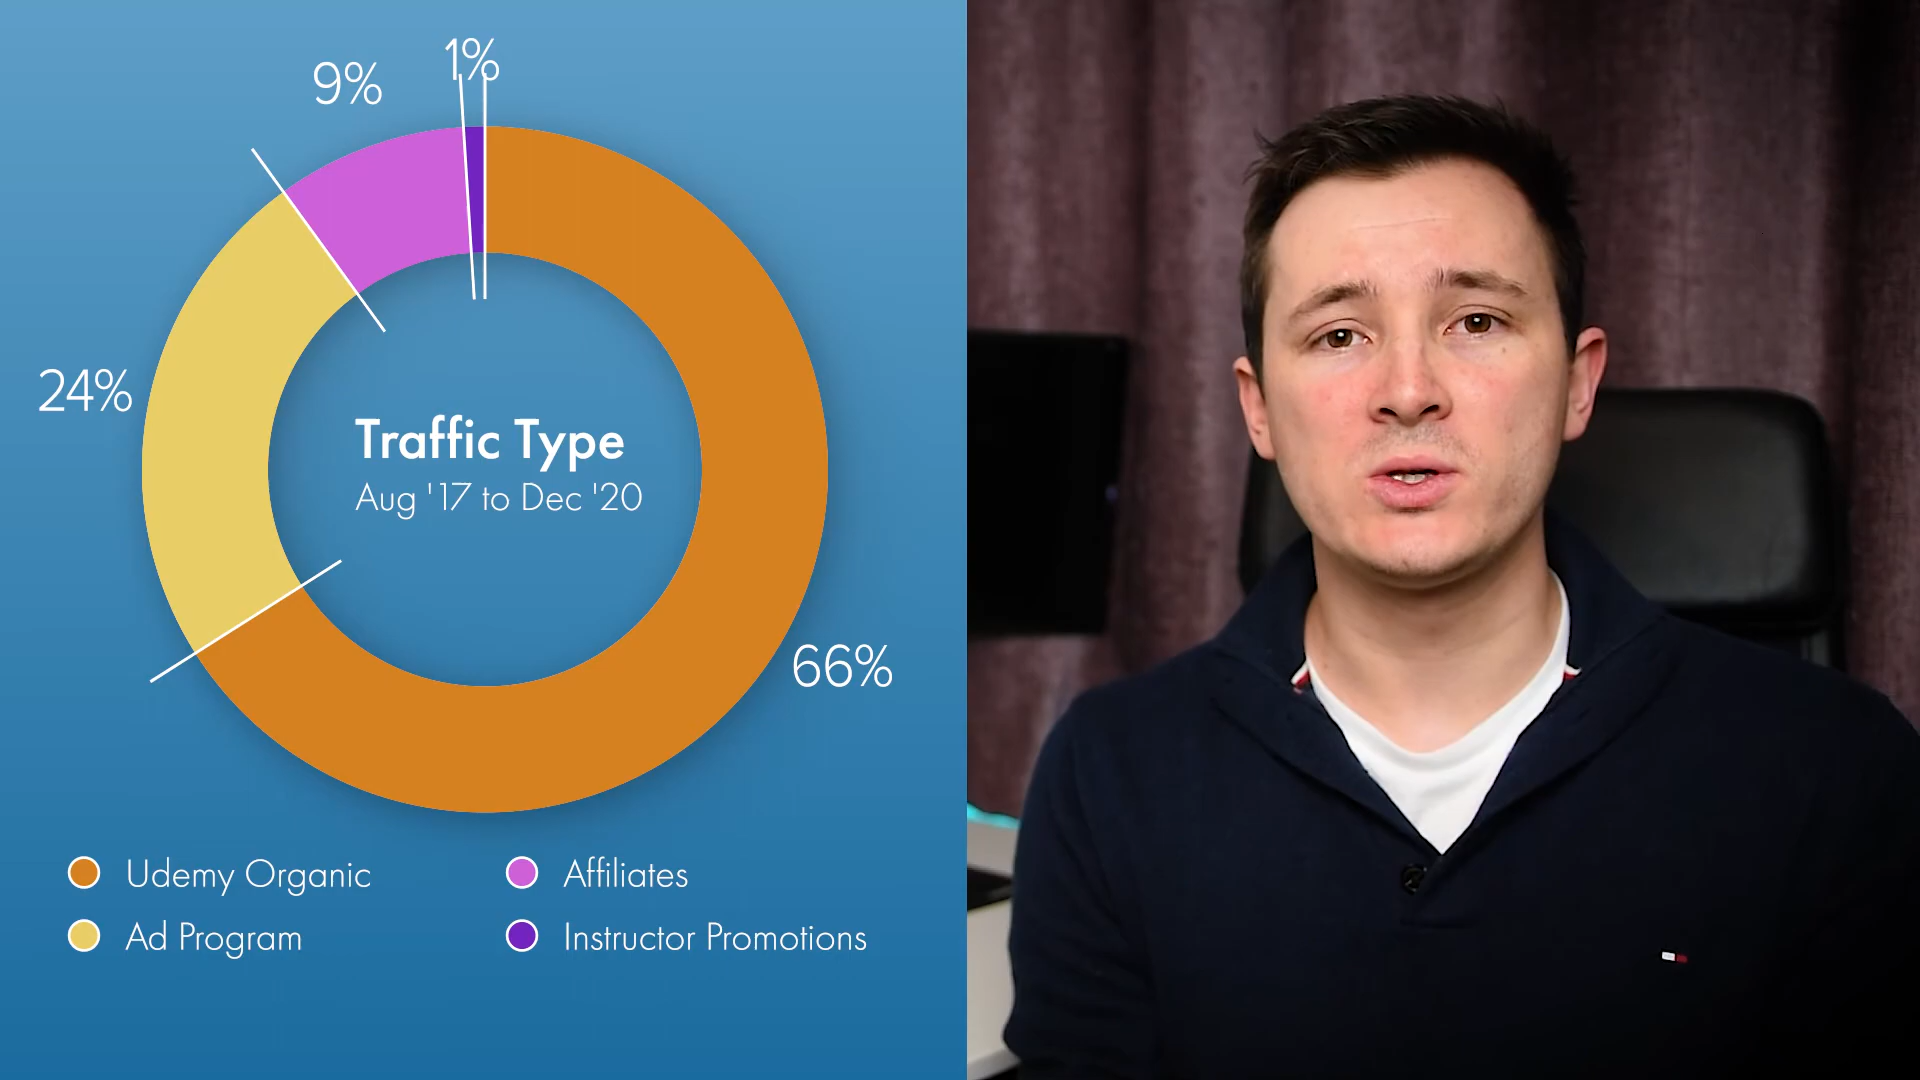 1%
9%
24%
Traffic Type
Aug '17 to Dec '20
66%
Udemy Organic
Affiliates
Ad Program
Instructor Promotions